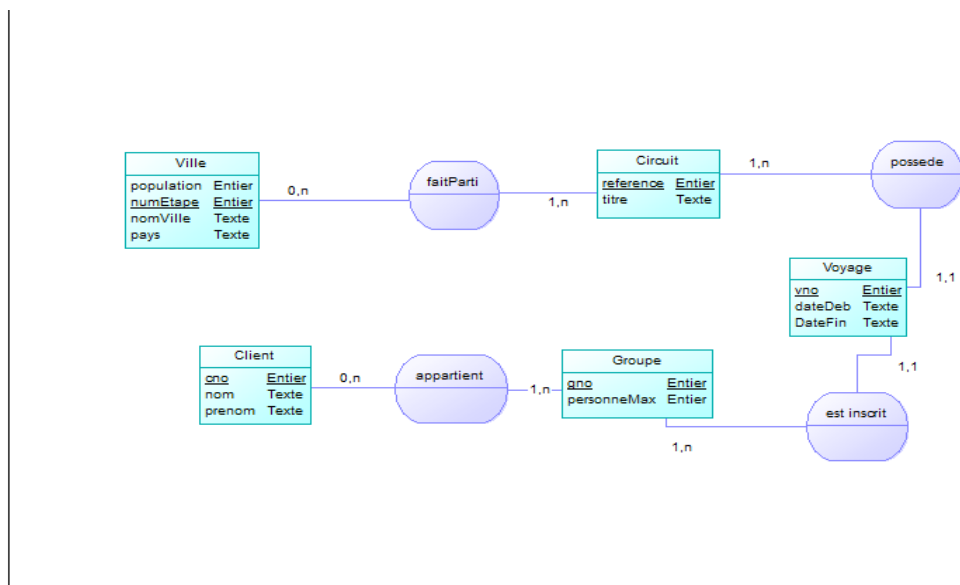 Ville
population Entier
numEtape Entier
nomVille Texte
pays Texte
0,n
faitParti
1,n
Circuit
reference Entier
titre Texte
1,n
possede
1,1
Voyage
vno Entier
dateDeb Texte
DateFin Texte
1,1
Client
cno Entier
nom Texte
prenom Texte
0,n
appartient
1,n
Groupe
gno Entier
personneMax Entier
1,n
est inscrit